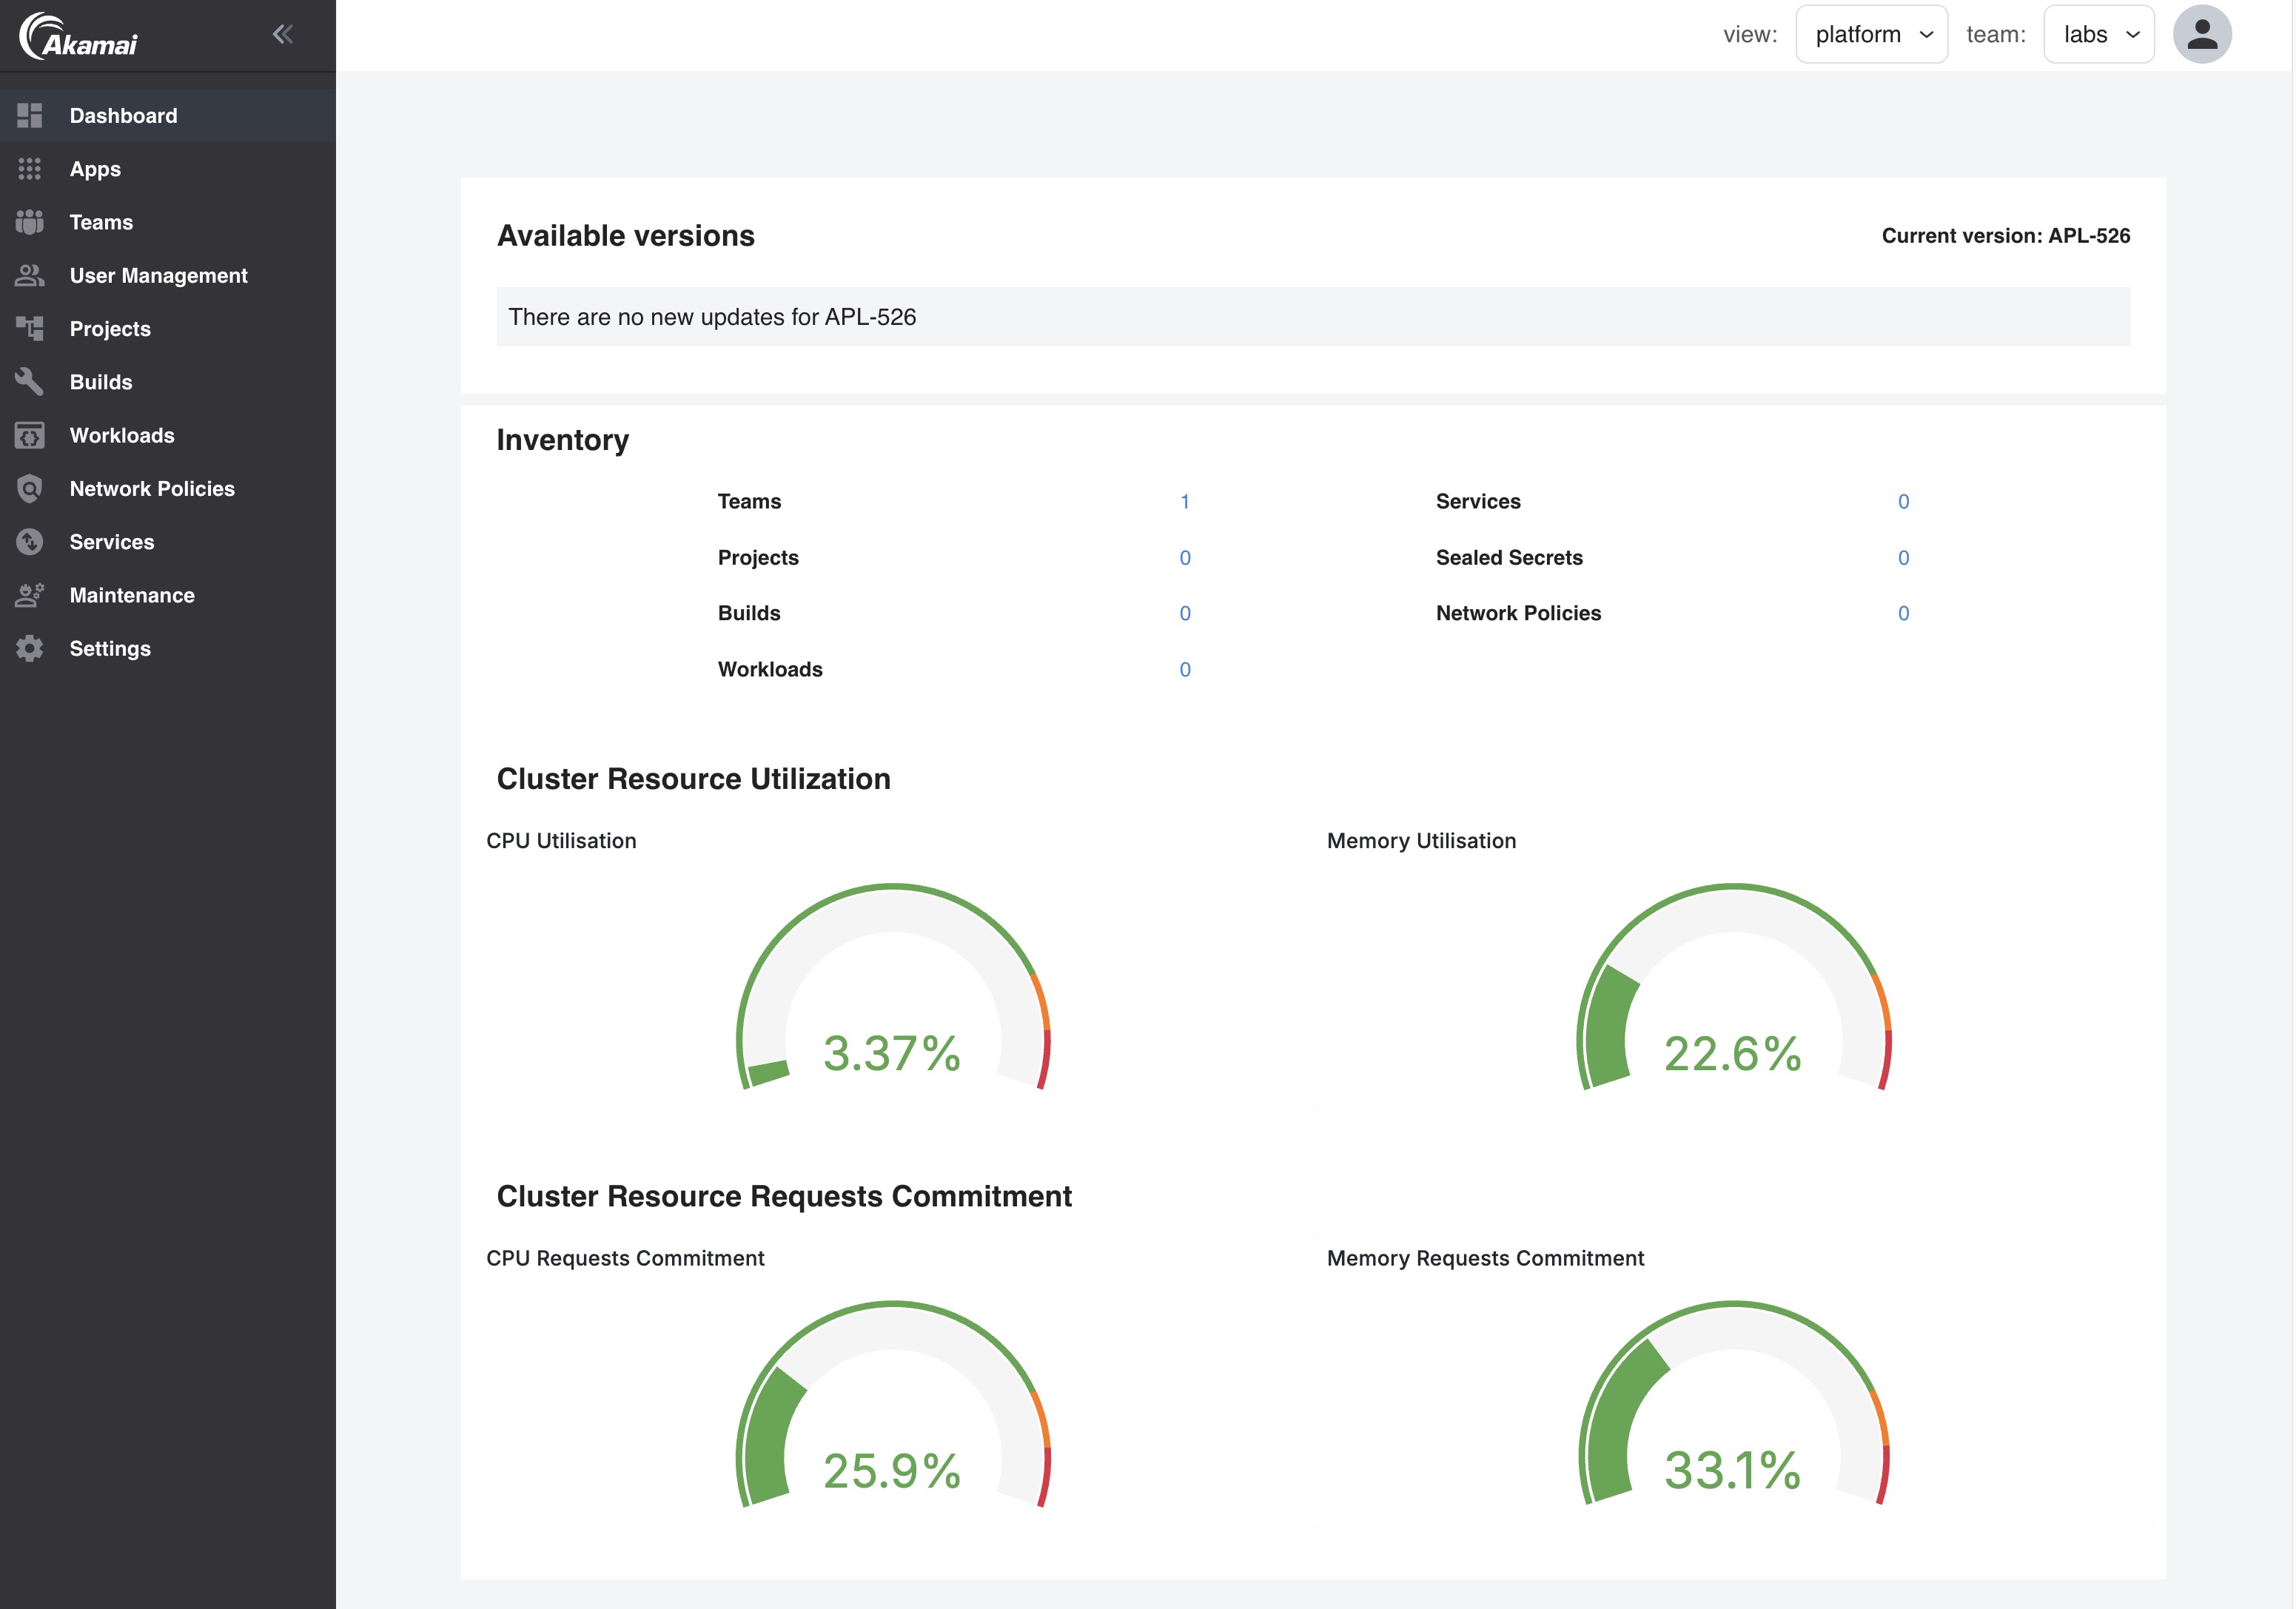 Akamai
view: platform team: labs
Dashboard
Apps
Teams
User Management
Projects
Builds
Workloads
Network Policies
Services
Maintenance
Settings
Available versions
Current version: APL-526
There are no new updates for APL-526
Inventory
Teams 1
Projects 0
Builds 0
Workloads 0
Services 0
Sealed Secrets 0
Network Policies 0
Cluster Resource Utilization
CPU Utilisation
3.37%
Memory Utilisation
22.6%
Cluster Resource Requests Commitment
CPU Requests Commitment
25.9%
Memory Requests Commitment
33.1%